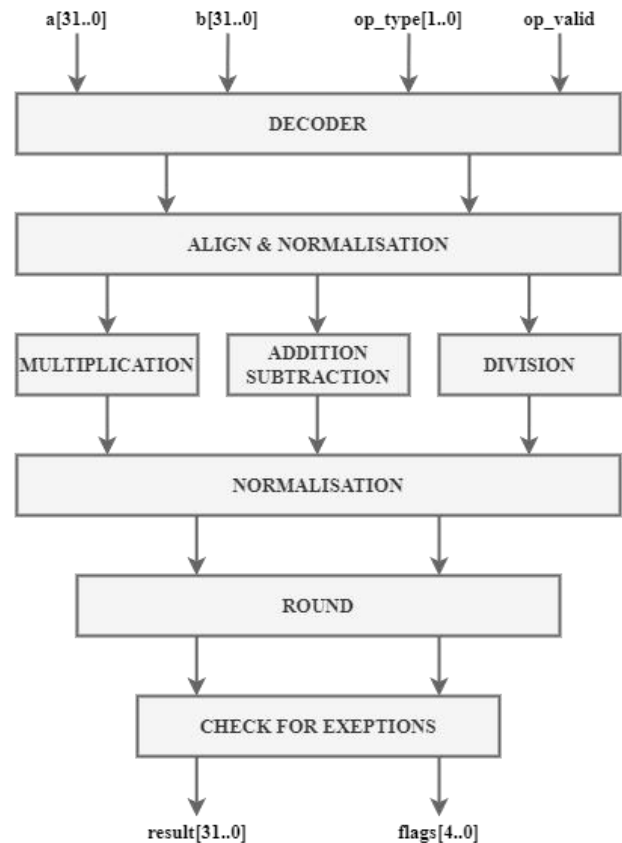 a[31..0] b[31..0] op_type[1..0] op_valid
DECODER
ALIGN & NORMALISATION
MULTIPLICATION
ADDITION
SUBTRACTION
DIVISION
NORMALISATION
ROUND
CHECK FOR EXEPTIONS
result[31..0] flags[4..0]